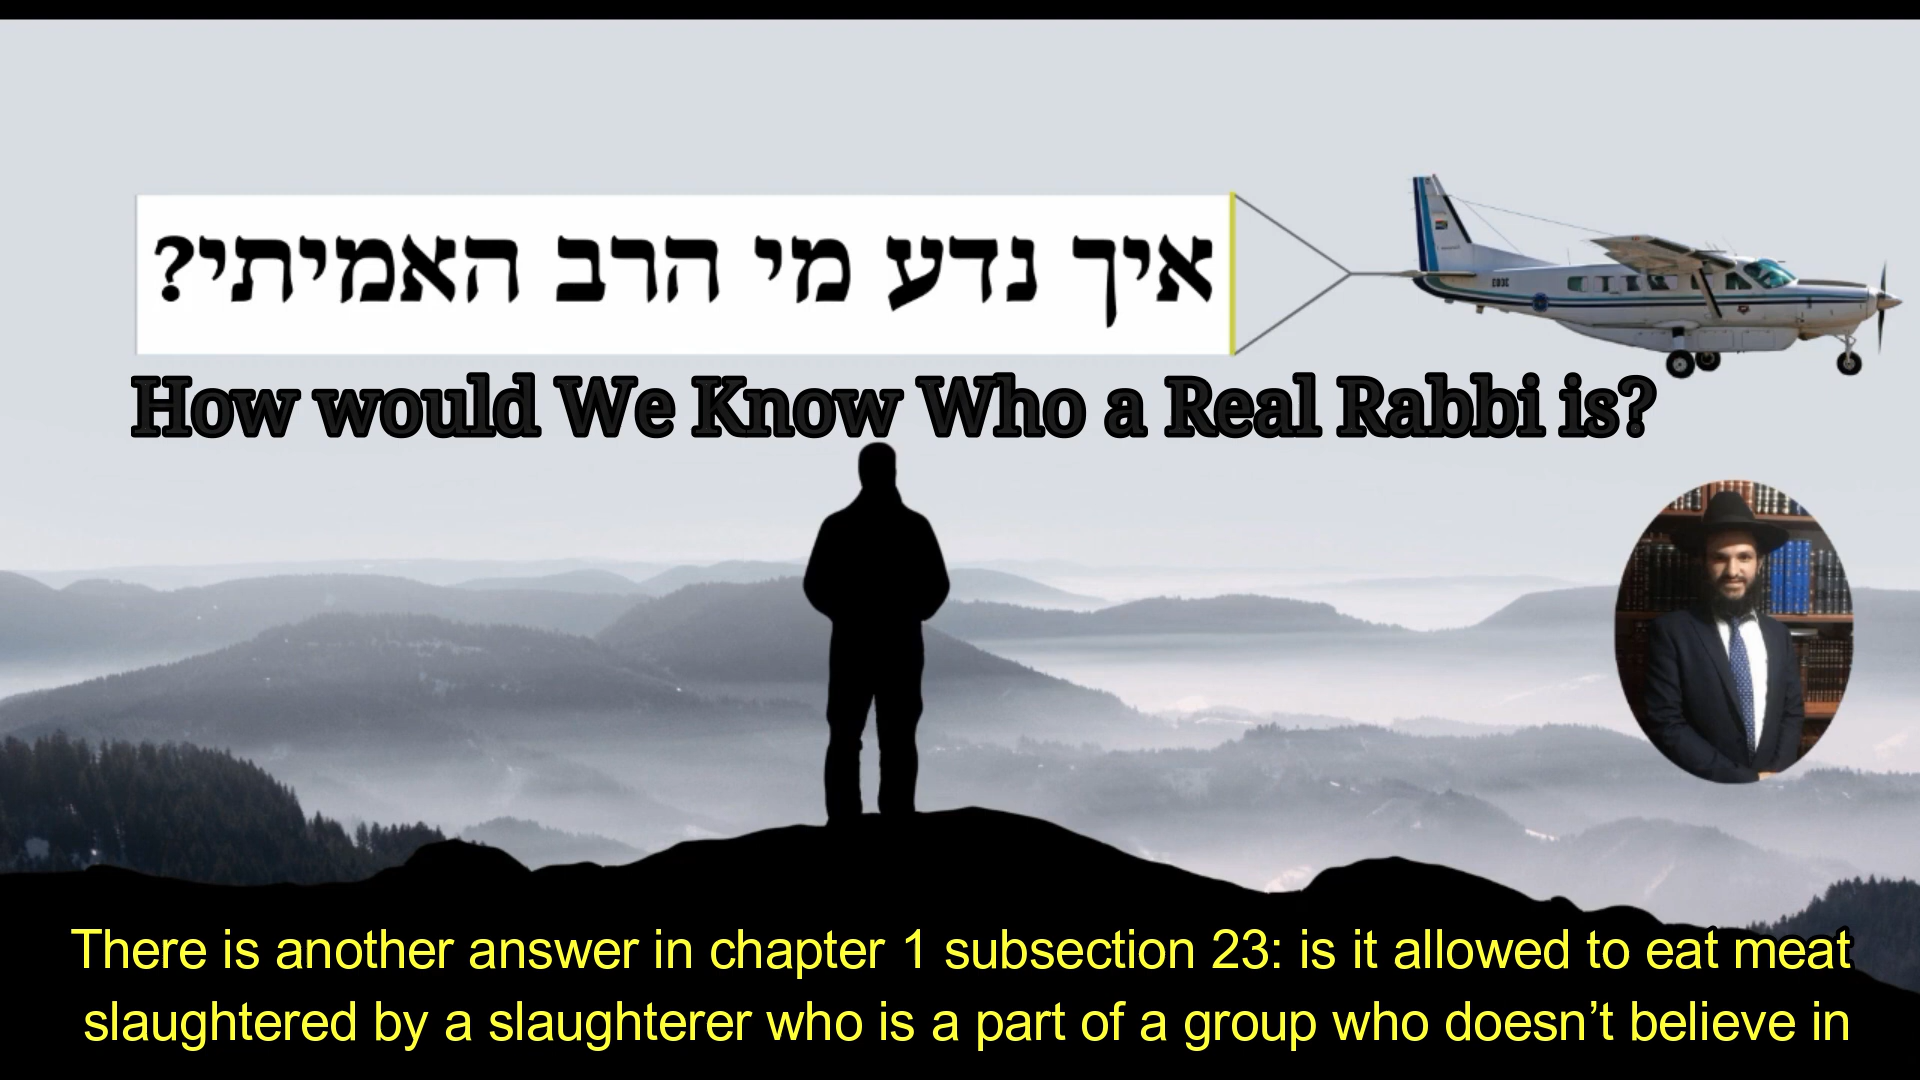 איך נדע מי הרב האמיתי?
How would We Know Who a Real Rabbi is?
There is another answer in chapter 1 subsection 23: is it allowed to eat meat
slaughtered by a slaughterer who is a part of a group who doesn’t believe in